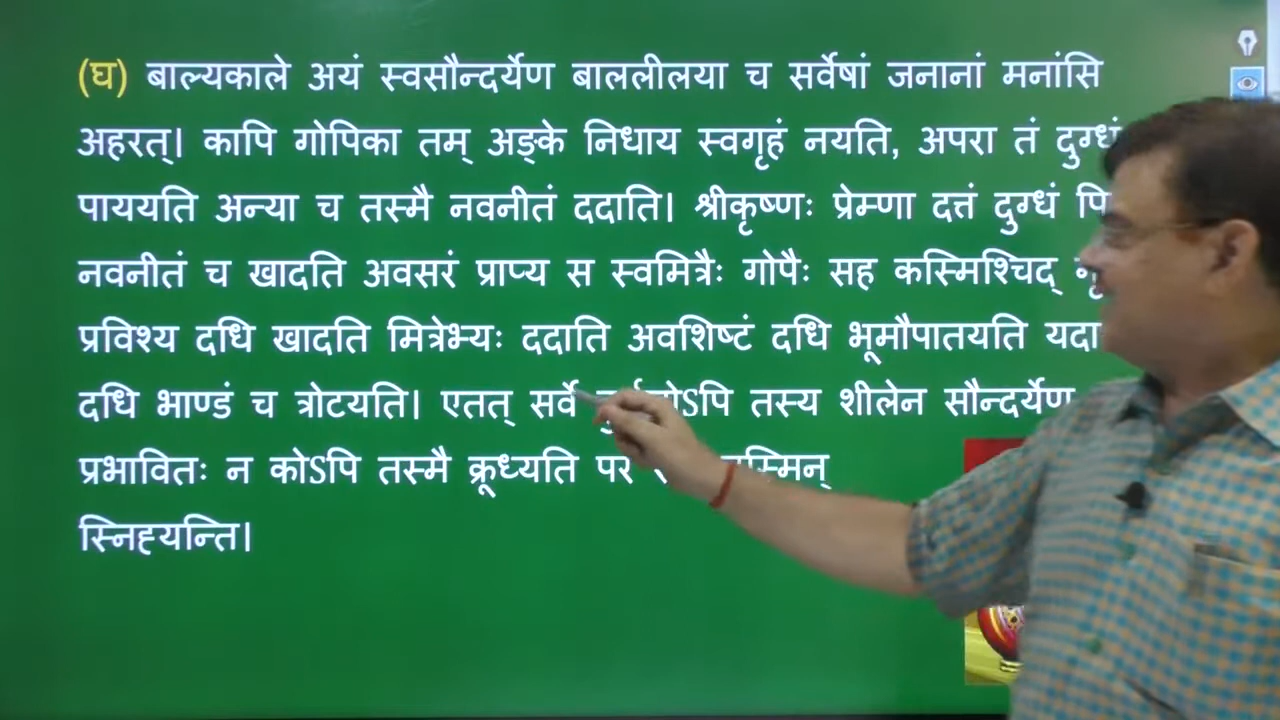 (घ) बाल्यकाले अयं स्वसौन्दर्येण बाललीलया च सर्वेषां जनानां मनांसि
अहरत्। कापि गोपिका तम् अङ्के निधाय स्वगृहं नयति, अपरा तं दुग्धं
पाययति अन्या च तस्मै नवनीतं ददाति। श्रीकृष्णः प्रेम्णा दत्तं दुग्धं
नवनीतं च खादति अवसरं प्राप्य स स्वमित्रैः गोपैः सह कस्मिश्चिद्
प्रविश्य दधि खादति मित्रेभ्यः ददाति अवशिष्टं दधि भूमौपातयति यदा
दधि भाण्डं च त्रोटयति। एतत् सर्वे तस्य शीलेन सौन्दर्येण
प्रभावितः न कोऽपि तस्मै क्रूध्यति पर
स्निह्यन्ति।